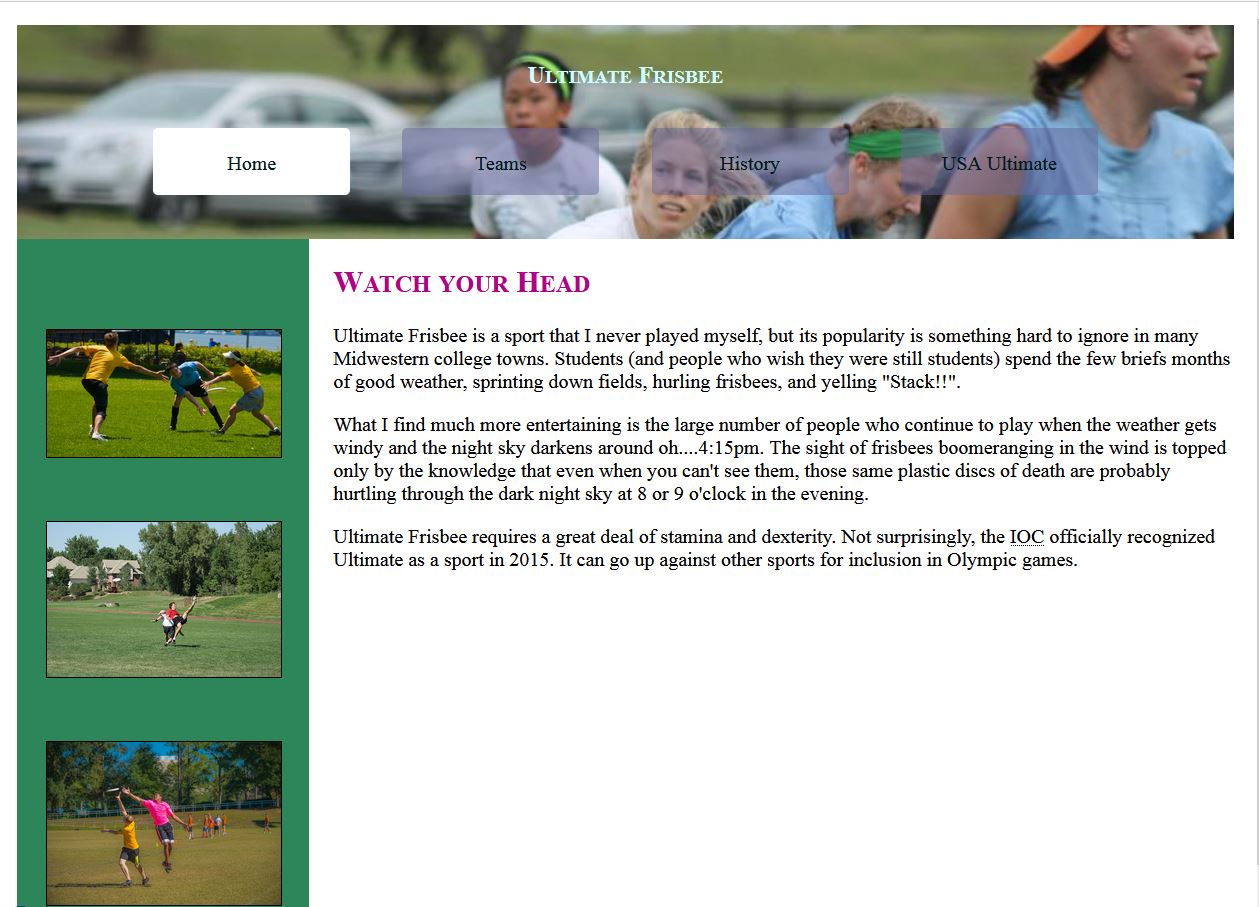 Ultimate Frisbee
Home Teams History USA Ultimate
Watch your Head
Ultimate Frisbee is a sport that I never played myself, but its popularity is something hard to ignore in many
Midwestern college towns. Students (and people who wish they were still students) spend the few briefs months
of good weather, sprinting down fields, hurling frisbees, and yelling "Stack!!".
What I find much more entertaining is the large number of people who continue to play when the weather gets
windy and the night sky darkens around oh....4:15pm. The sight of frisbees boomeranging in the wind is topped
only by the knowledge that even when you can't see them, those same plastic discs of death are probably
hurtling through the dark night sky at 8 or 9 o'clock in the evening.
Ultimate Frisbee requires a great deal of stamina and dexterity. Not surprisingly, the IOC officially recognized
Ultimate as a sport in 2015. It can go up against other sports for inclusion in Olympic games.